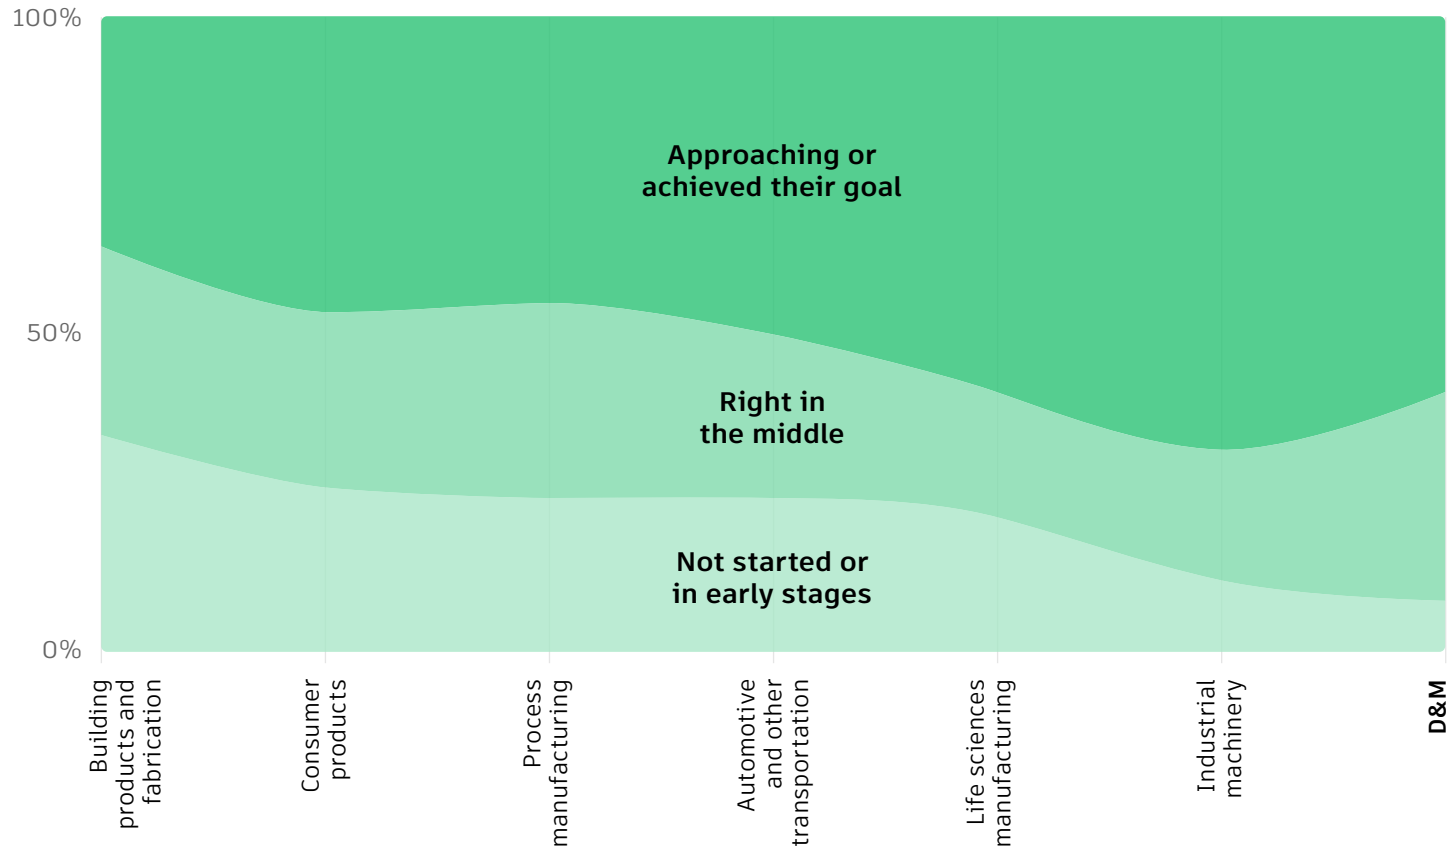 100%
Approaching or
achieved their goal
50%
Right in
the middle
Not started or
in early stages
0%
Building
products and
fabrication
Consumer
products
Process
manufacturing
Automotive
and other
transportation
Life sciences
manufacturing
Industrial
machinery
D&M